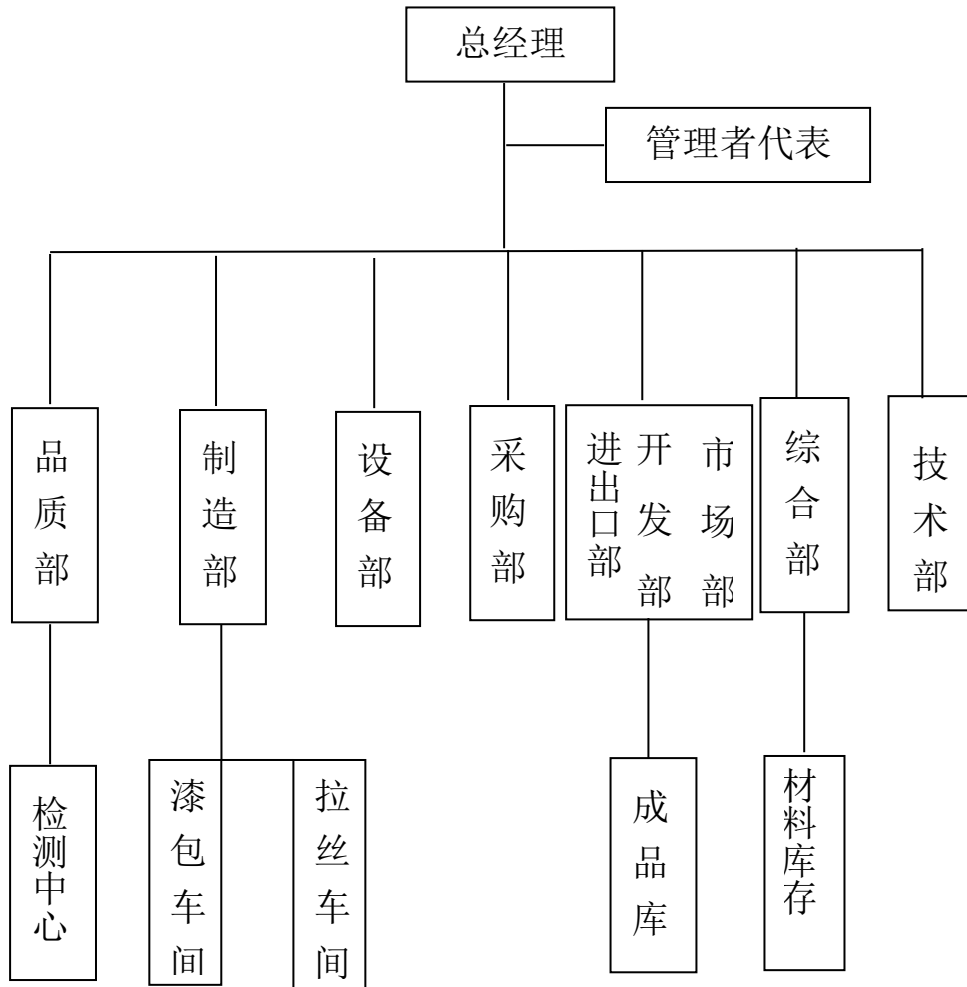 总经理
管理者代表
品质部
制造部
设备部
采购部
进出口部
开发部
市场部
综合部
技术部
检测中心
漆包车间
拉丝车间
成品库
材料库存